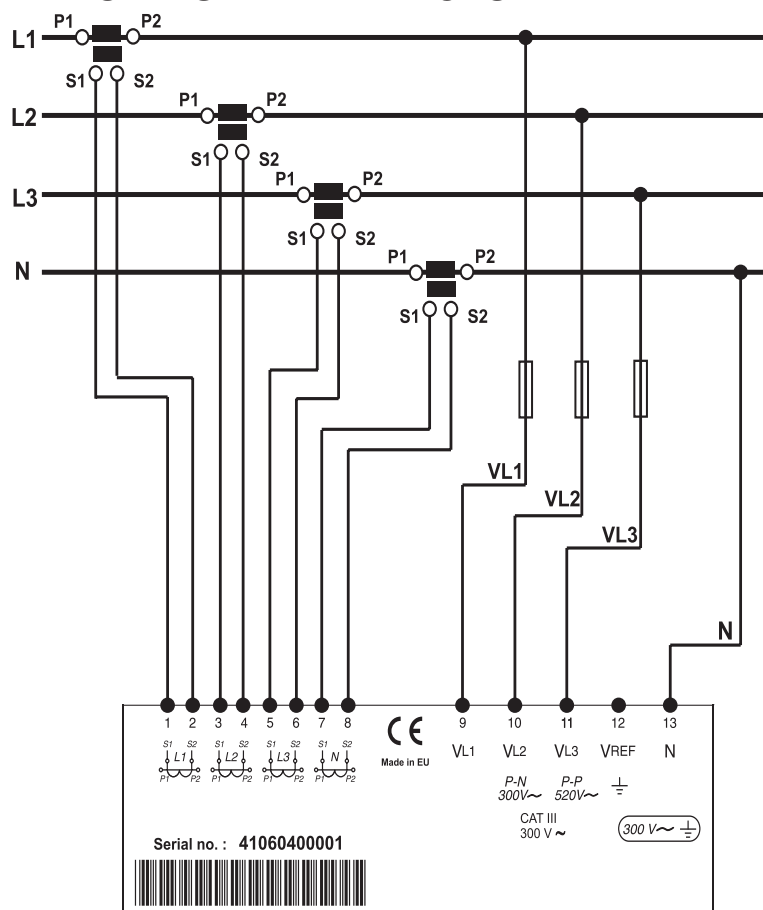 P1 P2
L1
S1 S2
P1 P2
L2
S1 S2
P1 P2
L3
S1 S2
P1 P2
N
S1 S2
VL1
VL2
VL3
N
1 2 3 4 5 6 7 8 9 10 11 12 13
S1 S2 S1 S2 S1 S2 S1 S2
L1 L2 L3 N
P1 P2 P1 P2 P1 P2 P1 P2
CE
Made in EU
VL1 VL2 VL3 VREF N
P-N P-P
300V~ 520V~
CAT III
300 V ~
300 V~
Serial no. : 41060400001